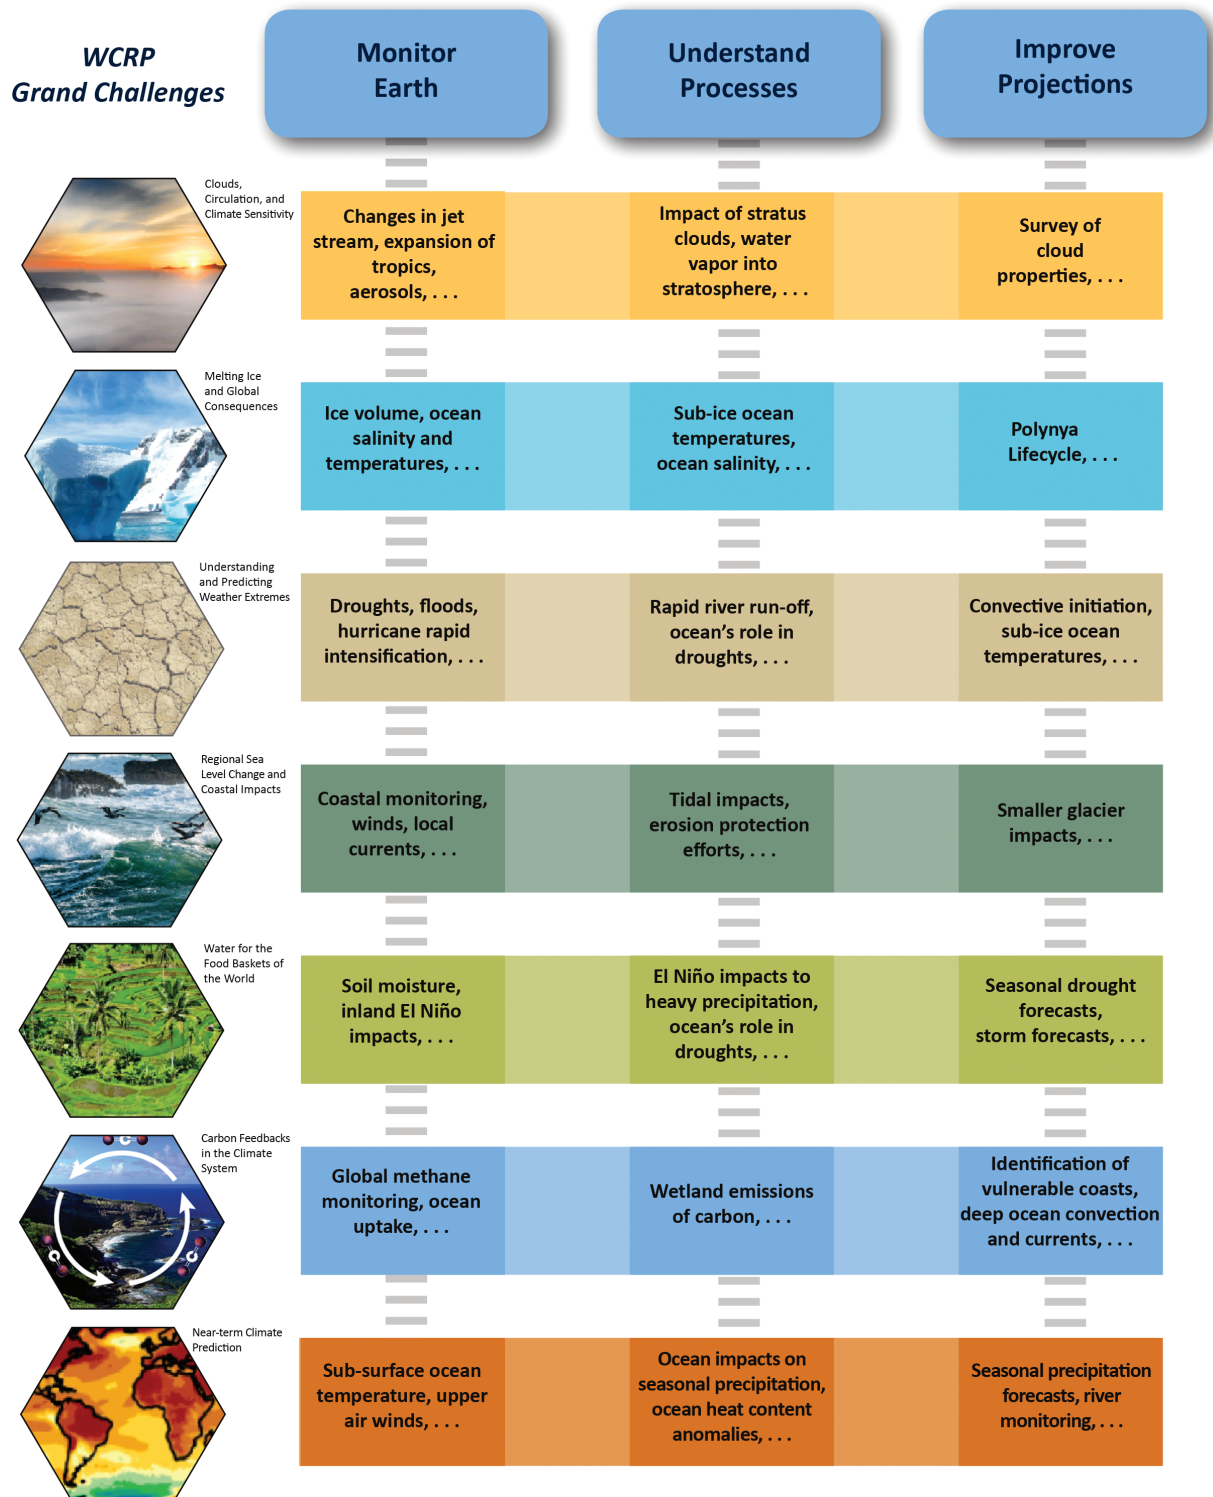 WCRP
Grand Challenges
Monitor
Earth
Understand
Processes
Improve
Projections
Clouds,
Circulation, and
Climate Sensitivity
Changes in jet
stream, expansion of
tropics,
aerosols, . . .
Impact of stratus
clouds, water
vapor into
stratosphere, . . .
Survey of
cloud
properties, . . .
Melting Ice
and Global
Consequences
Ice volume, ocean
salinity and
temperatures, . . .
Sub-ice ocean
temperatures,
ocean salinity, . . .
Polynya
Lifecycle, . . .
Understanding
and Predicting
Weather Extremes
Droughts, floods,
hurricane rapid
intensification, . . .
Rapid river run-off,
ocean’s role in
droughts, . . .
Convective initiation,
sub-ice ocean
temperatures, . . .
Regional Sea
Level Change and
Coastal Impacts
Coastal monitoring,
winds, local
currents, . . .
Tidal impacts,
erosion protection
efforts, . . .
Smaller glacier
impacts, . . .
Water for the
Food Baskets of
the World
Soil moisture,
inland El Niño
impacts, . . .
El Niño impacts to
heavy precipitation,
ocean’s role in
droughts, . . .
Seasonal drought
forecasts,
storm forecasts, . . .
Carbon Feedbacks
in the Climate
System
C
C
C
Global methane
monitoring, ocean
uptake, . . .
Wetland emissions
of carbon, . . .
Identification of
vulnerable coasts,
deep ocean convection
and currents, . . .
Near-term Climate
Prediction
Sub-surface ocean
temperature, upper
air winds, . . .
Ocean impacts on
seasonal precipitation,
ocean heat content
anomalies, . . .
Seasonal precipitation
forecasts, river
monitoring, . . .